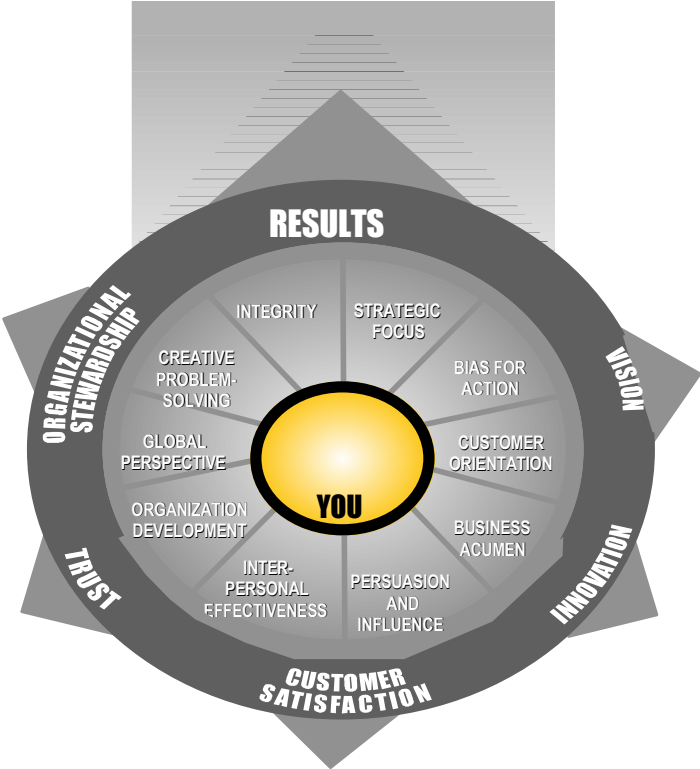 RESULTS
ORGANIZATIONAL
STEWARDSHIP
VISION
INTEGRITY
STRATEGIC
FOCUS
CREATIVE
PROBLEM-
SOLVING
BIAS FOR
ACTION
GLOBAL
PERSPECTIVE
CUSTOMER
ORIENTATION
YOU
ORGANIZATION
DEVELOPMENT
BUSINESS
ACUMEN
INTER-
PERSONAL
EFFECTIVENESS
PERSUASION
AND
INFLUENCE
TRUST
INNOVATION
CUSTOMER
SATISFACTION